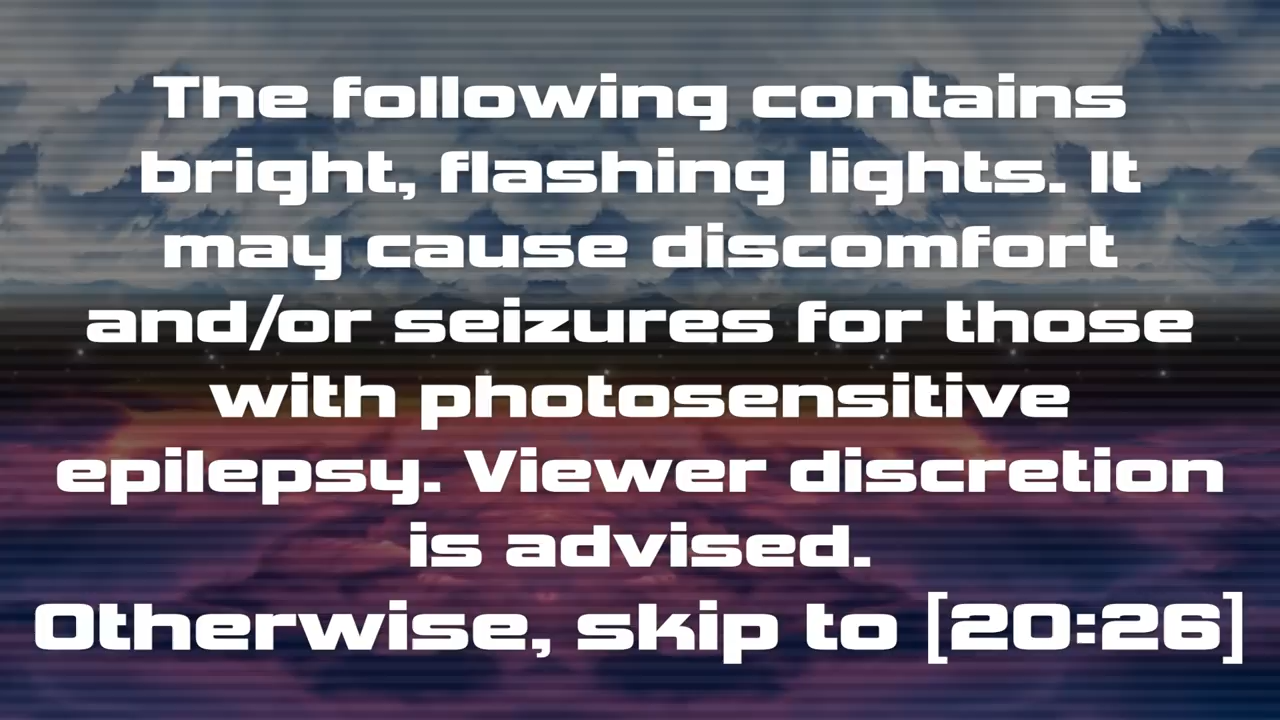 The following contains
bright, flashing lights. It
may cause discomfort
and/or seizures for those
with photosensitive
epilepsy. Viewer discretion
is advised.
Otherwise, skip to [20:26]